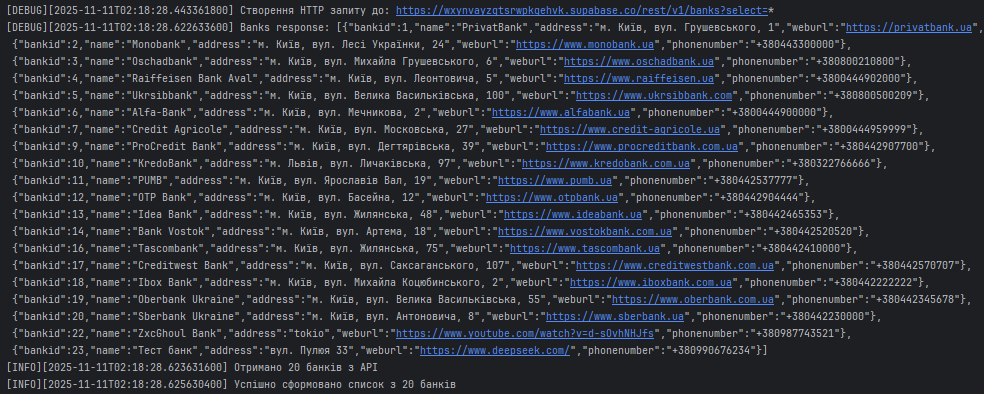 [DEBUG][2025-11-11T02:18:28.443361800] Створення HTTP запиту до: https://wxynvayzqtsrwpkqehvk.supabase.co/rest/v1/banks?select=*
[DEBUG][2025-11-11T02:18:28.622633600] Banks response: [{"bankid":1,"name":"PrivatBank","address":"м. Київ, вул. Грушевського, 1","weburl":"https://privatbank.ua",
{"bankid":2,"name":"Monobank","address":"м. Київ, вул. Лесі Українки, 24","weburl":"https://www.monobank.ua","phonenumber":"+380443300000"},
{"bankid":3,"name":"Oschadbank","address":"м. Київ, вул. Михайла Грушевського, 6","weburl":"https://www.oschadbank.ua","phonenumber":"+380800210800"},
{"bankid":4,"name":"Raiffeisen Bank Aval","address":"м. Київ, вул. Леонтовича, 5","weburl":"https://www.raiffeisen.ua","phonenumber":"+3800444902000"},
{"bankid":5,"name":"Ukrsibbank","address":"м. Київ, вул. Велика Васильківська, 100","weburl":"https://www.ukrsibbank.com","phonenumber":"+380800500209"},
{"bankid":6,"name":"Alfa-Bank","address":"м. Київ, вул. Мечникова, 2","weburl":"https://www.alfabank.ua","phonenumber":"+380444900000"},
{"bankid":7,"name":"Credit Agricole","address":"м. Київ, вул. Московська, 27","weburl":"https://www.credit-agricole.ua","phonenumber":"+3800444959999"},
{"bankid":9,"name":"ProCredit Bank","address":"м. Київ, вул. Дегтярівська, 39","weburl":"https://www.procreditbank.com.ua","phonenumber":"+380442907700"},
{"bankid":10,"name":"KredoBank","address":"м. Львів, вул. Личаківська, 97","weburl":"https://www.kredobank.com.ua","phonenumber":"+380322766666"},
{"bankid":11,"name":"PUMB","address":"м. Київ, вул. Ярославів Вал, 19","weburl":"https://www.pumb.ua","phonenumber":"+380442537777"},
{"bankid":12,"name":"OTP Bank","address":"м. Київ, вул. Басейна, 12","weburl":"https://www.otpbank.ua","phonenumber":"+380442904444"},
{"bankid":13,"name":"Idea Bank","address":"м. Київ, вул. Жилянська, 48","weburl":"https://www.ideabank.ua","phonenumber":"+380442465353"},
{"bankid":14,"name":"Bank Vostok","address":"м. Київ, вул. Артема, 18","weburl":"https://www.vostokbank.com.ua","phonenumber":"+380442520520"},
{"bankid":16,"name":"Tascombank","address":"м. Київ, вул. Жилянська, 75","weburl":"https://www.tascombank.ua","phonenumber":"+380442410000"},
{"bankid":17,"name":"Creditwest Bank","address":"м. Київ, вул. Саксаганського, 107","weburl":"https://www.creditwestbank.com.ua","phonenumber":"+380442570707"},
{"bankid":18,"name":"Ibox Bank","address":"м. Київ, вул. Михайла Коцюбинського, 2","weburl":"https://www.iboxbank.com.ua","phonenumber":"+380442222222"},
{"bankid":19,"name":"Oberbank Ukraine","address":"м. Київ, вул. Велика Васильківська, 55","weburl":"https://www.oberbank.com.ua","phonenumber":"+380442345678"},
{"bankid":20,"name":"Sberbank Ukraine","address":"м. Київ, вул. Антоновича, 8","weburl":"https://www.sberbank.ua","phonenumber":"+380442230000"},
{"bankid":22,"name":"ZxcGhoul Bank","address":"tokio","weburl":"https://www.youtube.com/watch?v=d-sOvhNHJfs","phonenumber":"+380987743521"},
{"bankid":23,"name":"Тест банк","address":"вул. Пулюя 33","weburl":"https://www.deepseek.com/","phonenumber":"+380990676234"}]
[INFO][2025-11-11T02:18:28.623631600] Отримано 20 банків з API
[INFO][2025-11-11T02:18:28.625630400] Успішно сформовано список з 20 банків